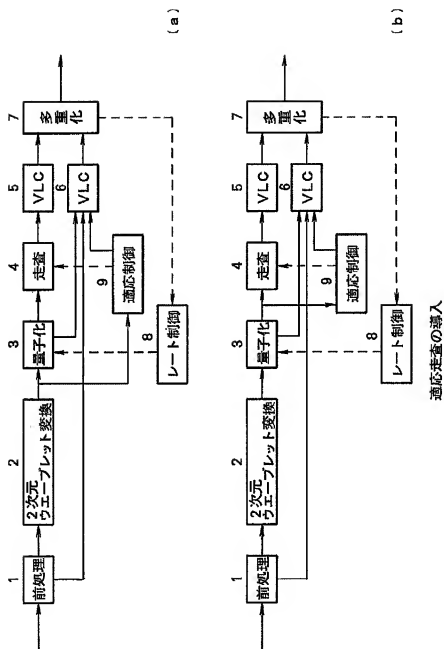 1
前処理
2
2次元
ウエーブレット変換
3
量子化
4
走査
5
VLC
6
VLC
7
多重化
8
レート制御
9
適応制御
(a)
1
前処理
2
2次元
ウエーブレット変換
3
量子化
4
走査
5
VLC
6
VLC
7
多重化
8
レート制御
9
適応制御
(b)
適応走査の導入